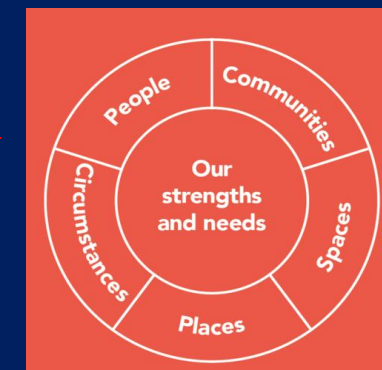 People
Communities
Spaces
Places
Circumstances
Our
strengths
and needs